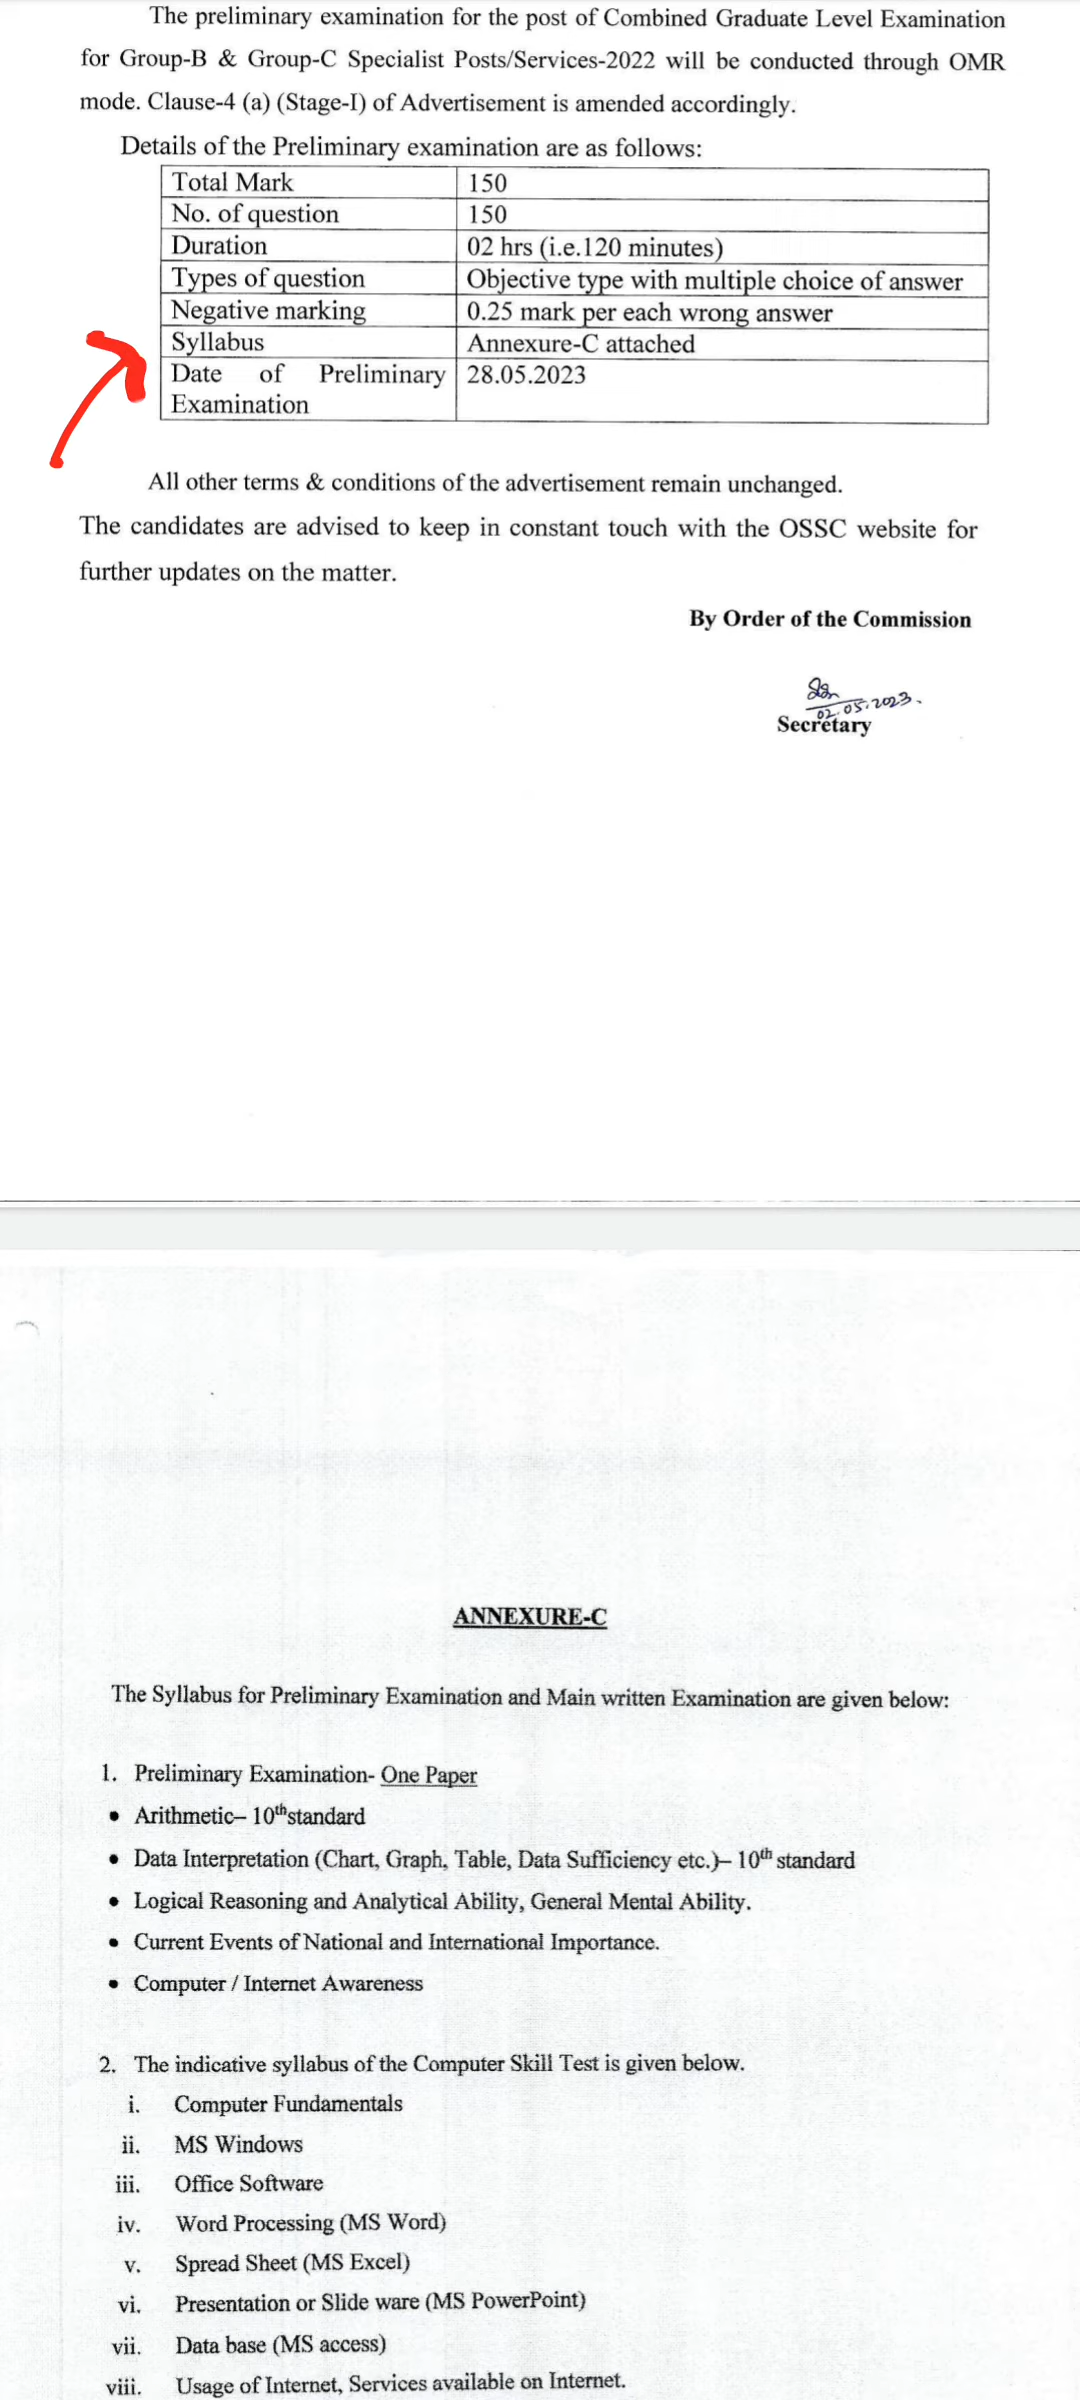 The preliminary examination for the post of Combined Graduate Level Examination
for Group-B & Group-C Specialist Posts/Services-2022 will be conducted through OMR
mode. Clause-4 (a) (Stage-I) of Advertisement is amended accordingly.
Details of the Preliminary examination are as follows:
Total Mark 150
No. of question 150
Duration 02 hrs (i.e.120 minutes)
Types of question Objective type with multiple choice of answer
Negative marking 0.25 mark per each wrong answer
Syllabus Annexure-C attached
Date of Preliminary 28.05.2023
Examination
All other terms & conditions of the advertisement remain unchanged.
The candidates are advised to keep in constant touch with the OSSC website for
further updates on the matter.
By Order of the Commission
02.05.2023.
Secretary
ANNEXURE-C
The Syllabus for Preliminary Examination and Main written Examination are given below:
1. Preliminary Examination- One Paper
• Arithmetic– 10th standard
• Data Interpretation (Chart, Graph, Table, Data Sufficiency etc.)– 10th standard
• Logical Reasoning and Analytical Ability, General Mental Ability.
• Current Events of National and International Importance.
• Computer / Internet Awareness
2. The indicative syllabus of the Computer Skill Test is given below.
i. Computer Fundamentals
ii. MS Windows
iii. Office Software
iv. Word Processing (MS Word)
v. Spread Sheet (MS Excel)
vi. Presentation or Slide ware (MS PowerPoint)
vii. Data base (MS access)
viii. Usage of Internet, Services available on Internet.